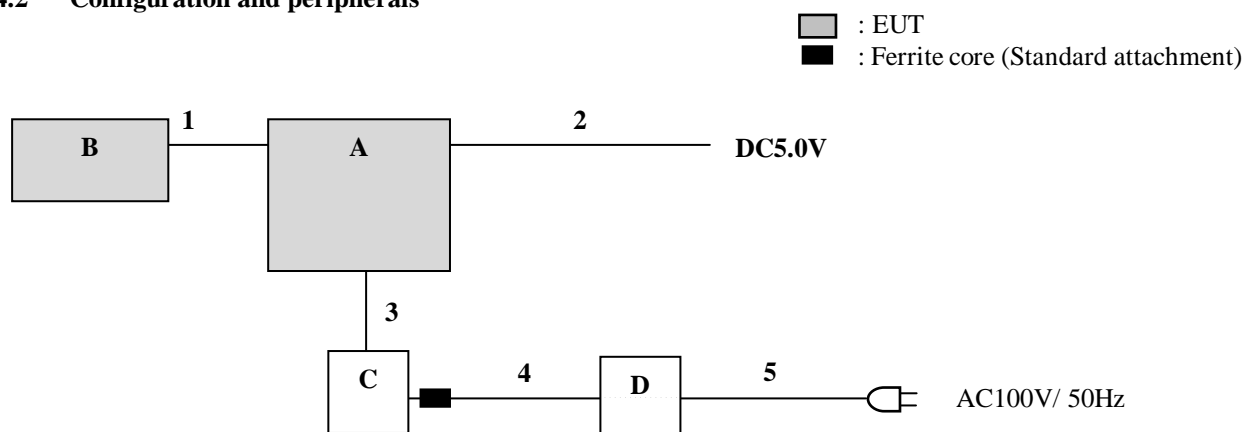 4.2 Configuration and peripherals
: EUT
: Ferrite core (Standard attachment)
1
2
B
A
DC5.0V
3
C
4
D
5
AC100V/ 50Hz